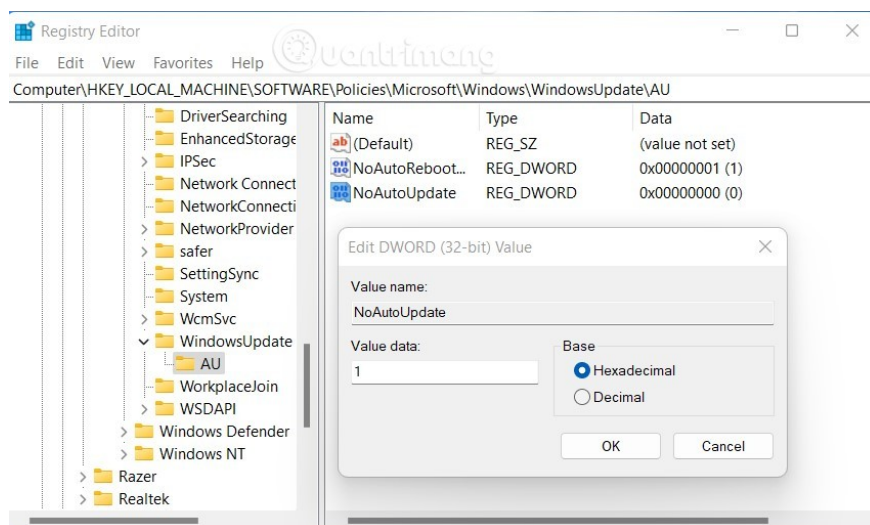 Registry Editor
Quantrimang
File Edit View Favorites Help
Computer\HKEY_LOCAL_MACHINE\SOFTWARE\Policies\Microsoft\Windows\WindowsUpdate\AU
DriverSearching
EnhancedStorage
IPSec
Network Connect
NetworkConnecti
NetworkProvider
safer
SettingSync
System
WcmSvc
WindowsUpdate
AU
WorkplaceJoin
WSDAPI
Windows Defender
Windows NT
Razer
Realtek
Name Type Data
(Default) REG_SZ (value not set)
NoAutoReboot... REG_DWORD 0x00000001 (1)
NoAutoUpdate REG_DWORD 0x00000000 (0)
Edit DWORD (32-bit) Value
Value name:
NoAutoUpdate
Value data:
1
Base
Hexadecimal
Decimal
OK Cancel